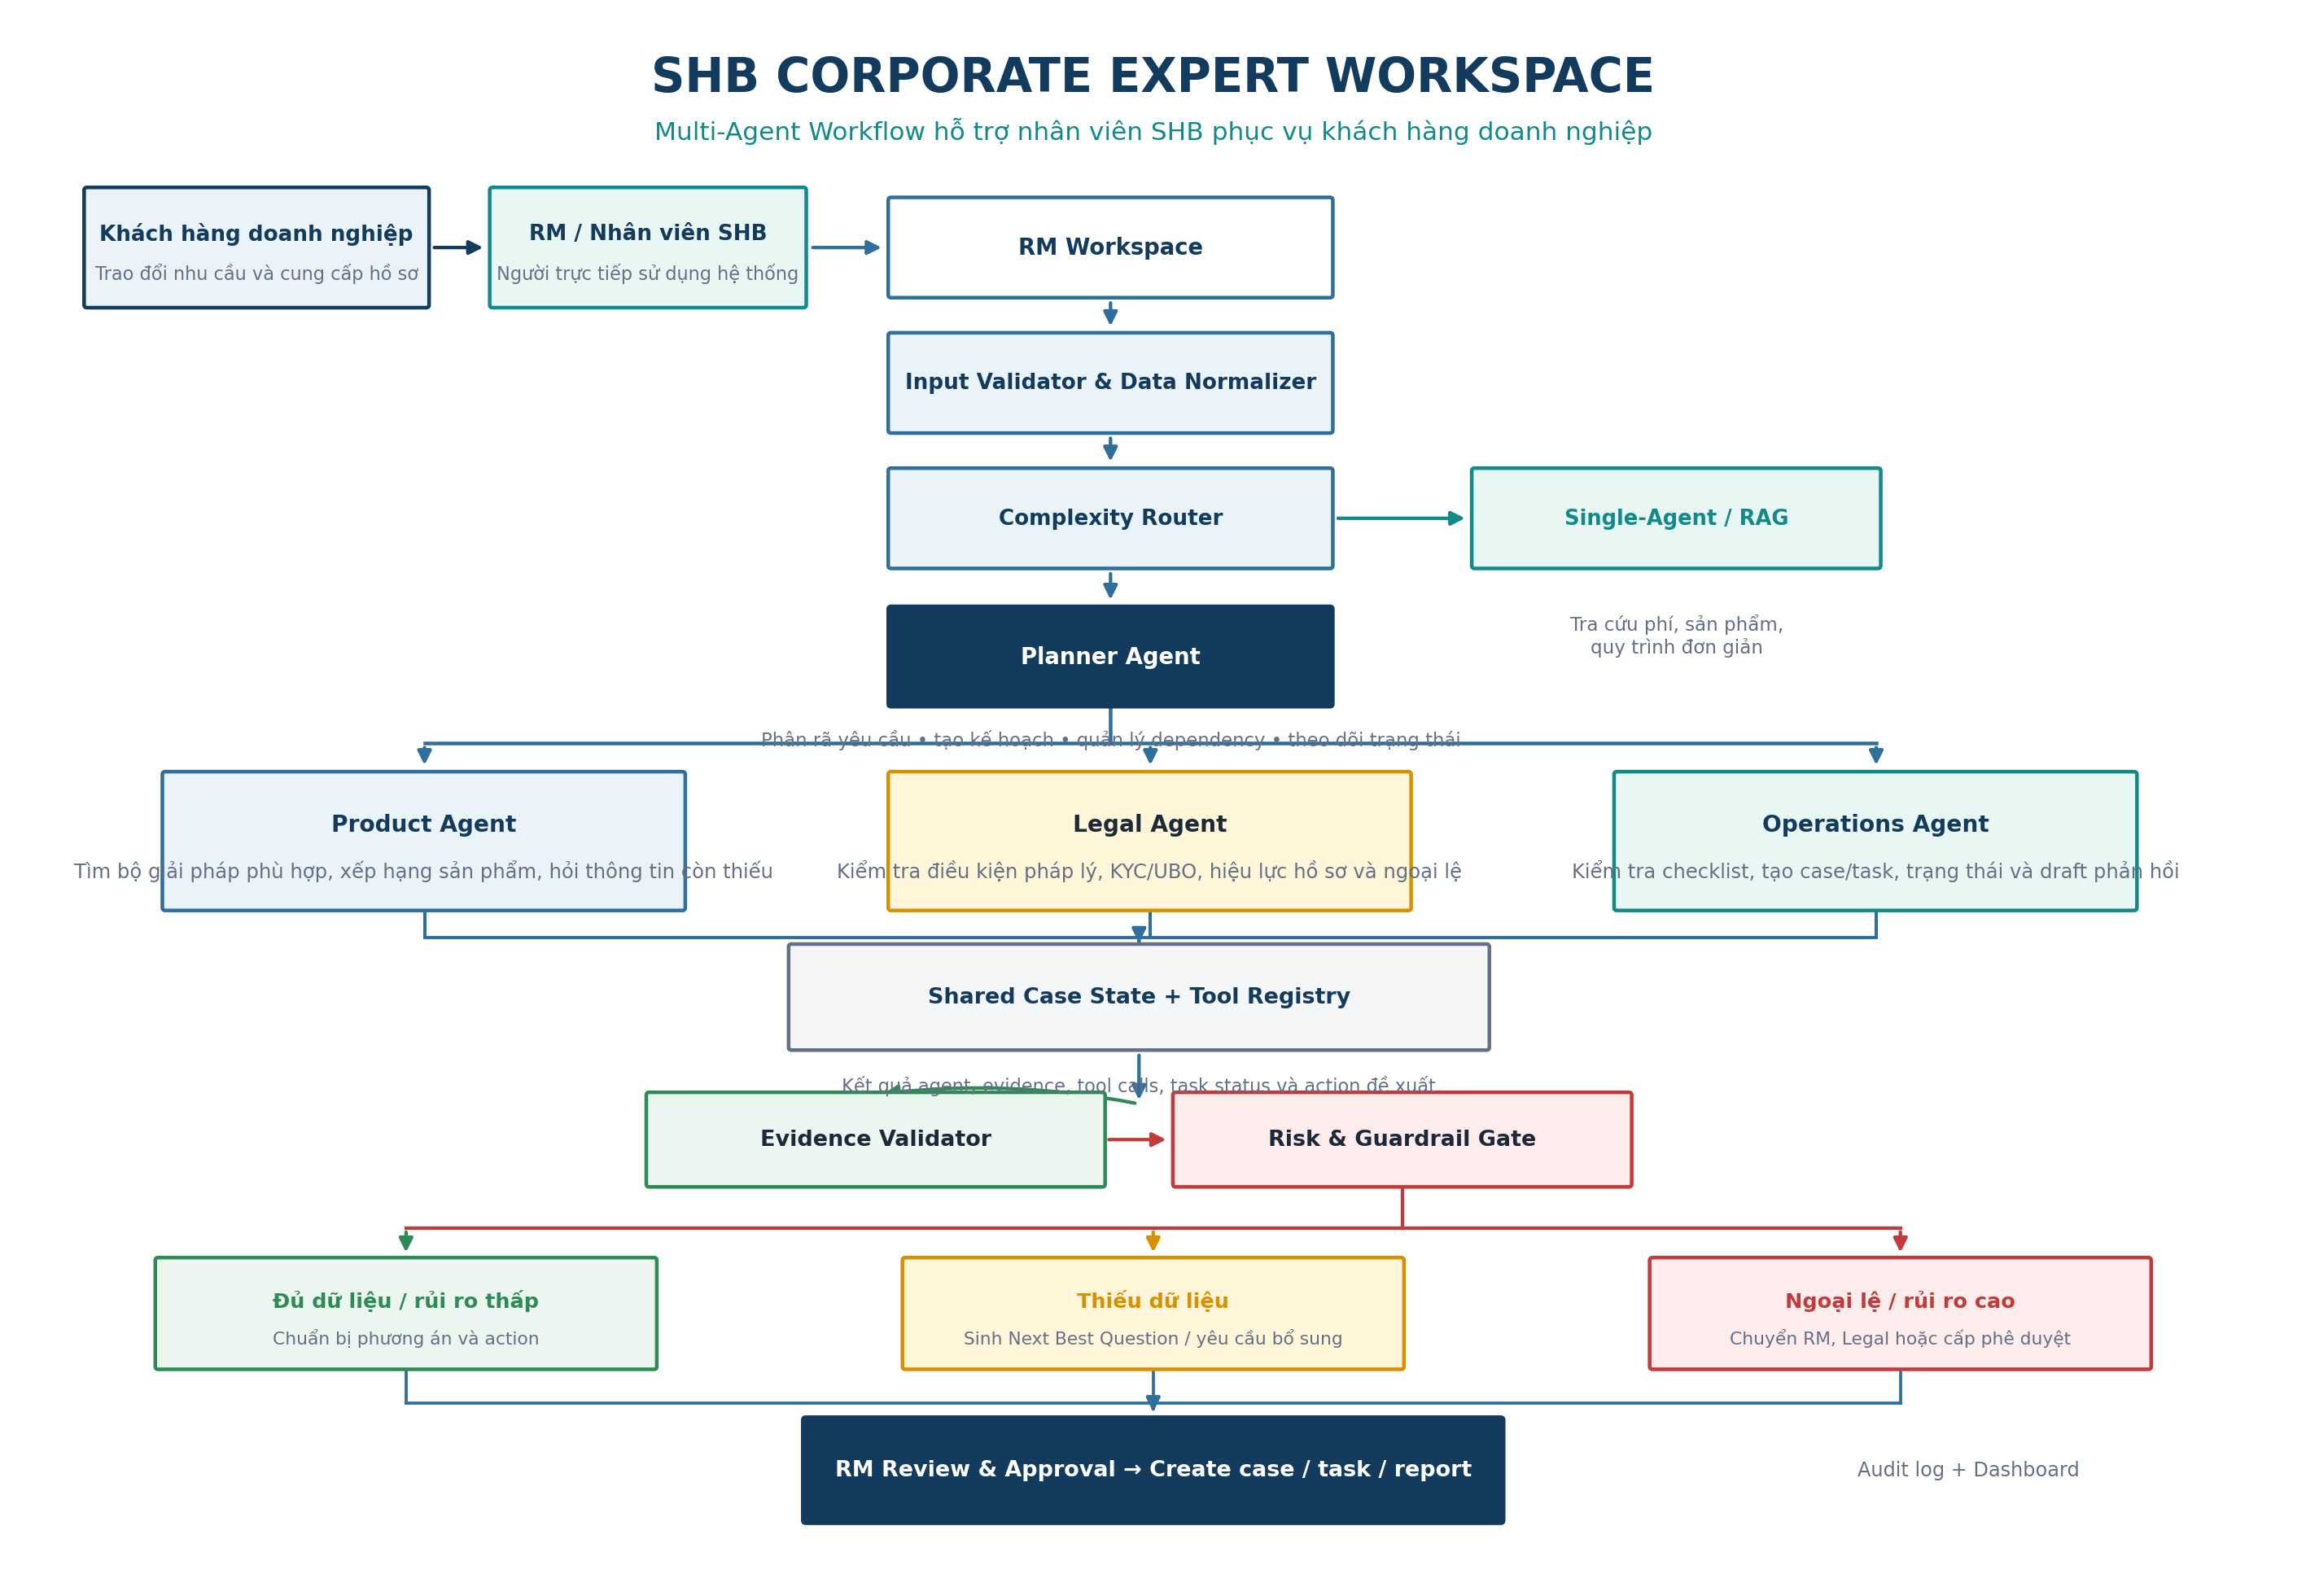 SHB CORPORATE EXPERT WORKSPACE
Multi-Agent Workflow hỗ trợ nhân viên SHB phục vụ khách hàng doanh nghiệp
Khách hàng doanh nghiệp
Trao đổi nhu cầu và cung cấp hồ sơ
RM / Nhân viên SHB
Người trực tiếp sử dụng hệ thống
RM Workspace
Input Validator & Data Normalizer
Complexity Router
Single-Agent / RAG
Tra cứu phí, sản phẩm,
quy trình đơn giản
Planner Agent
Phân rã yêu cầu • tạo kế hoạch • quản lý dependency • theo dõi trạng thái
Product Agent
Tìm bộ giải pháp phù hợp, xếp hạng sản phẩm, hỏi thông tin còn thiếu
Legal Agent
Kiểm tra điều kiện pháp lý, KYC/UBO, hiệu lực hồ sơ và ngoại lệ
Operations Agent
Kiểm tra checklist, tạo case/task, trạng thái và draft phản hồi
Shared Case State + Tool Registry
Kết quả agent, evidence, tool calls, task status và action đề xuất
Evidence Validator
Risk & Guardrail Gate
Đủ dữ liệu / rủi ro thấp
Chuẩn bị phương án và action
Thiếu dữ liệu
Sinh Next Best Question / yêu cầu bổ sung
Ngoại lệ / rủi ro cao
Chuyển RM, Legal hoặc cấp phê duyệt
RM Review & Approval → Create case / task / report
Audit log + Dashboard